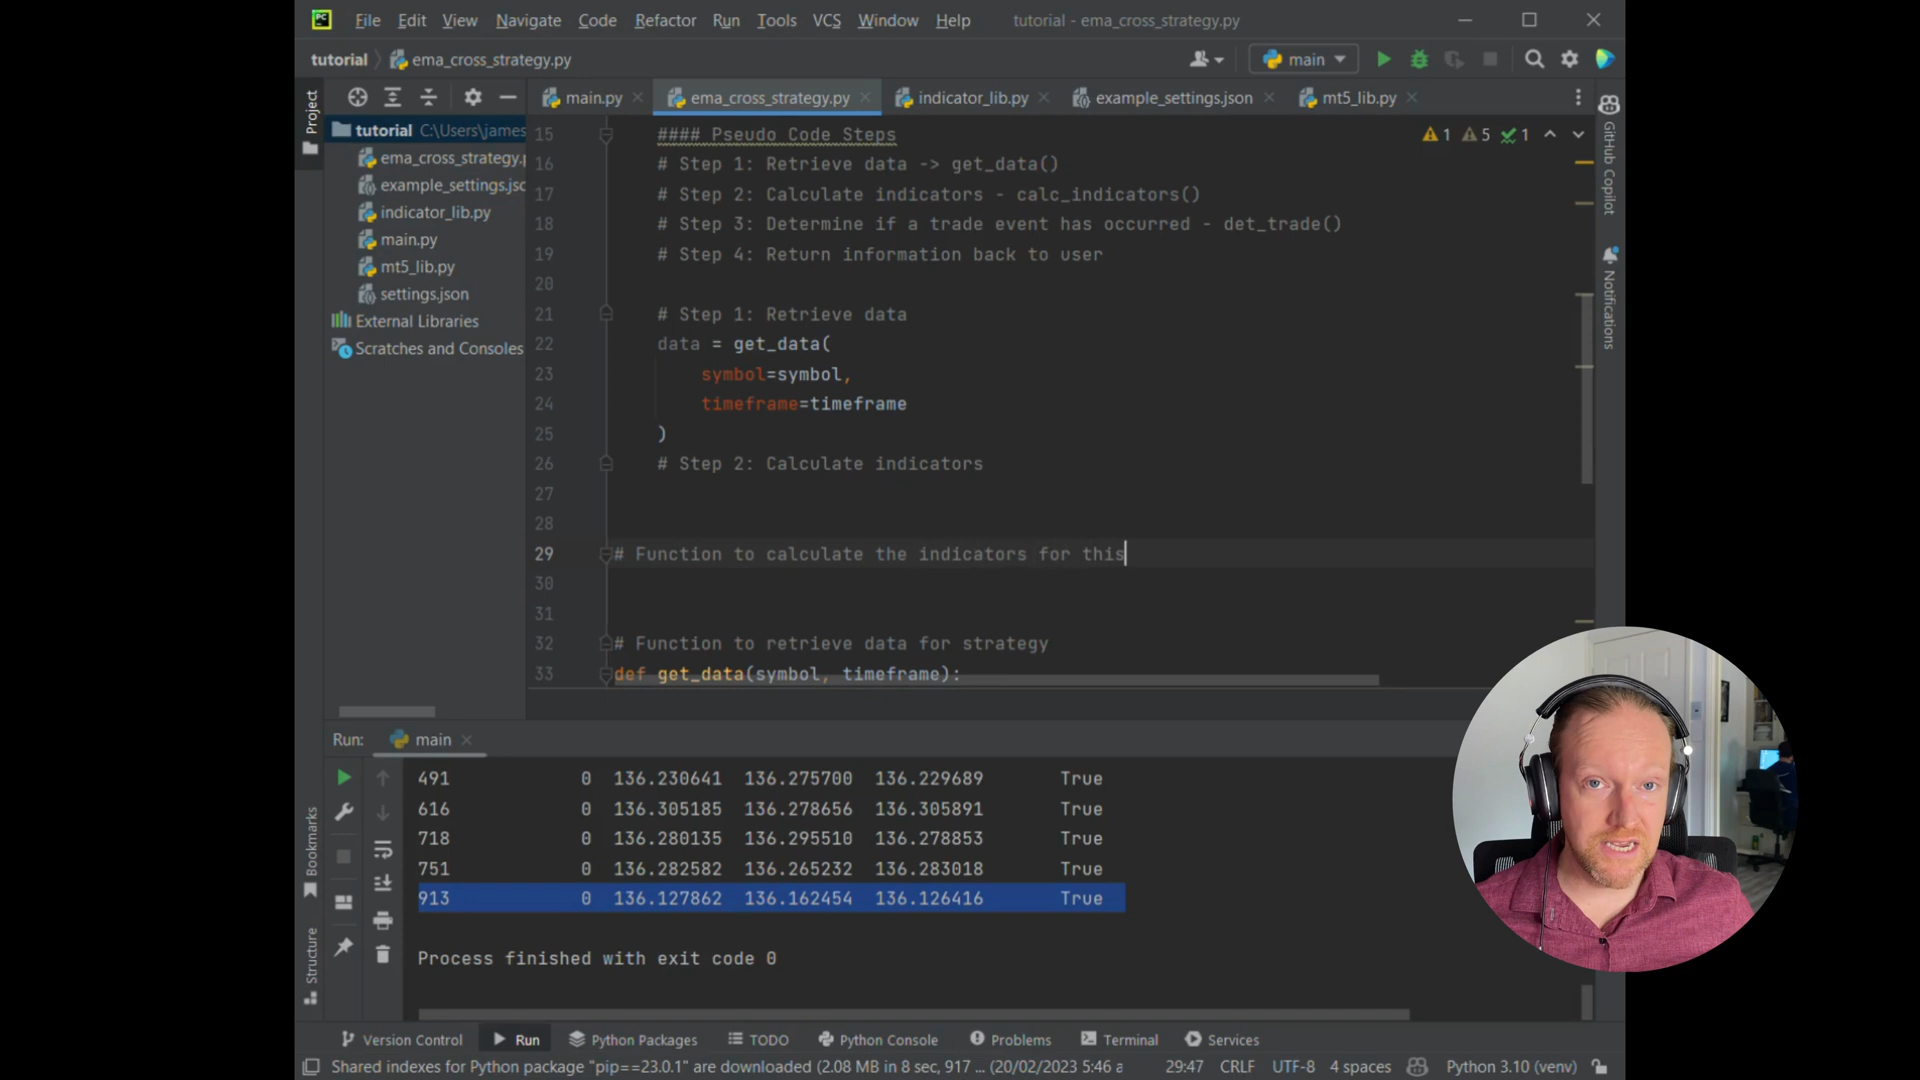 PC File Edit View Navigate Code Refactor Run Tools VCS Window Help tutorial - ema_cross_strategy.py
tutorial ema_cross_strategy.py main
Project
main.py ema_cross_strategy.py indicator_lib.py example_settings.json mt5_lib.py
tutorial C:\Users\james
ema_cross_strategy.p
example_settings.jsc
indicator_lib.py
main.py
mt5_lib.py
settings.json
External Libraries
Scratches and Consoles
15 #### Pseudo Code Steps
16 # Step 1: Retrieve data -> get_data()
17 # Step 2: Calculate indicators - calc_indicators()
18 # Step 3: Determine if a trade event has occurred - det_trade()
19 # Step 4: Return information back to user
20
21 # Step 1: Retrieve data
22 data = get_data(
23 symbol=symbol,
24 timeframe=timeframe
25 )
26 # Step 2: Calculate indicators
27
28
29 # Function to calculate the indicators for this
30
31
32 # Function to retrieve data for strategy
33 def get_data(symbol, timeframe):
1 5 1
GitHub Copilot
Notifications
Run: main
491 0 136.230641 136.275700 136.229689 True
616 0 136.305185 136.278656 136.305891 True
718 0 136.280135 136.295510 136.278853 True
751 0 136.282582 136.265232 136.283018 True
913 0 136.127862 136.162454 136.126416 True
Process finished with exit code 0
Bookmarks
Structure
Version Control Run Python Packages TODO Python Console Problems Terminal Services
Shared indexes for Python package "pip==23.0.1" are downloaded (2.08 MB in 8 sec, 917 ... (20/02/2023 5:46 a 29:47 CRLF UTF-8 4 spaces Python 3.10 (venv)